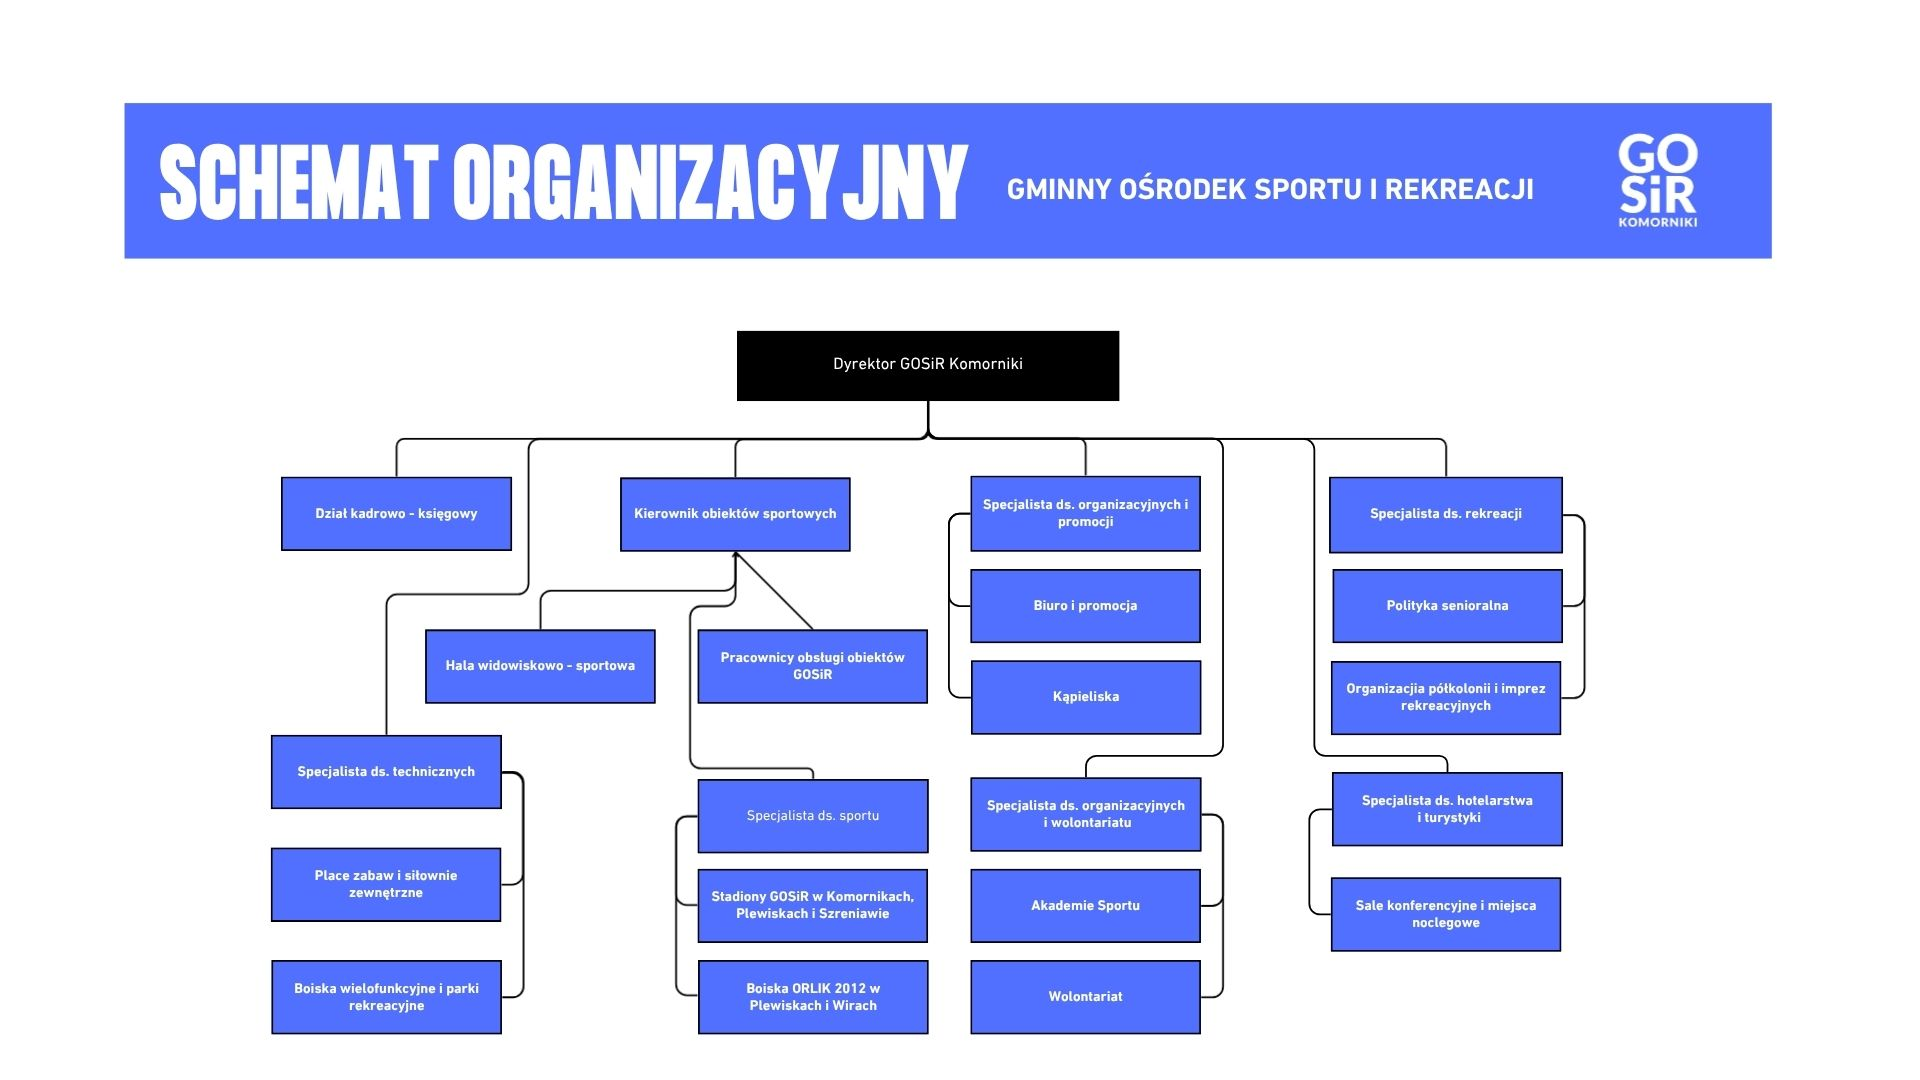 SCHEMAT ORGANIZACYJNY
GMINNY OŚRODEK SPORTU I REKREACJI
GO
SiR
KOMORNIKI
Dyrektor GOSiR Komorniki
Dział kadrowo - księgowy
Kierownik obiektów sportowych
Specjalista ds. organizacyjnych i
promocji
Specjalista ds. rekreacji
Biuro i promocja
Polityka senioralna
Hala widowiskowo - sportowa
Pracownicy obsługi obiektów
GOSiR
Kąpieliska
Organizacjia półkolonii i imprez
rekreacyjnych
Specjalista ds. technicznych
Specjalista ds. sportu
Specjalista ds. organizacyjnych
i wolontariatu
Specjalista ds. hotelarstwa
i turystyki
Place zabaw i siłownie
zewnętrzne
Stadiony GOSiR w Komornikach,
Plewiskach i Szreniawie
Akademie Sportu
Sale konferencyjne i miejsca
noclegowe
Boiska wielofunkcyjne i parki
rekreacyjne
Boiska ORLIK 2012 w
Plewiskach i Wirach
Wolontariat